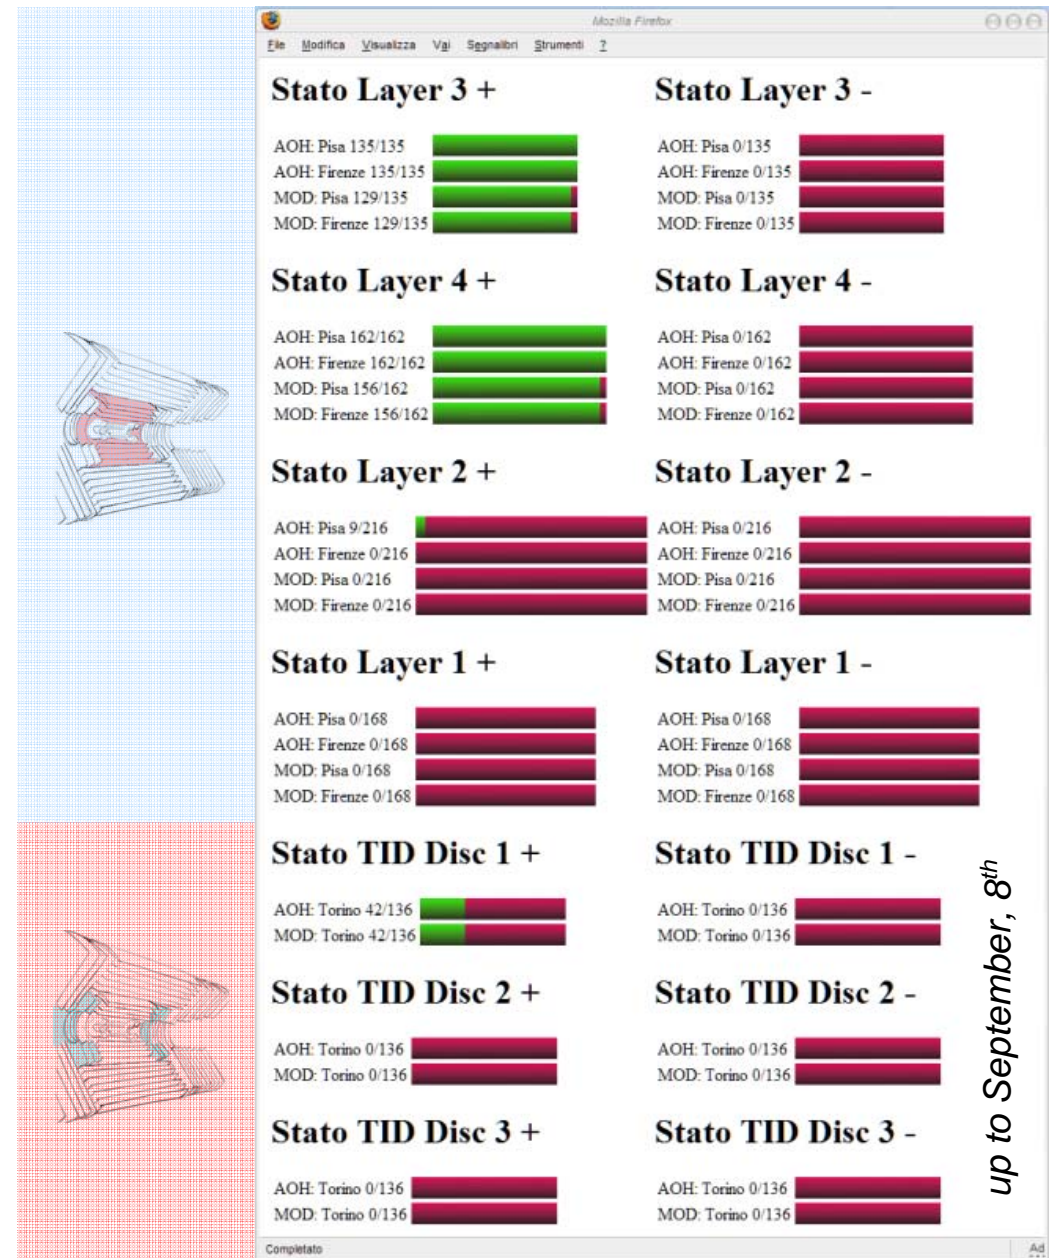 Mozilla Firefox
File Modifica Visualizza Vai Segnalibri Strumenti ?
Stato Layer 3 +
AOH: Pisa 135/135
AOH: Firenze 135/135
MOD: Pisa 129/135
MOD: Firenze 129/135
Stato Layer 3 -
AOH: Pisa 0/135
AOH: Firenze 0/135
MOD: Pisa 0/135
MOD: Firenze 0/135
Stato Layer 4 +
AOH: Pisa 162/162
AOH: Firenze 162/162
MOD: Pisa 156/162
MOD: Firenze 156/162
Stato Layer 4 -
AOH: Pisa 0/162
AOH: Firenze 0/162
MOD: Pisa 0/162
MOD: Firenze 0/162
Stato Layer 2 +
AOH: Pisa 9/216
AOH: Firenze 0/216
MOD: Pisa 0/216
MOD: Firenze 0/216
Stato Layer 2 -
AOH: Pisa 0/216
AOH: Firenze 0/216
MOD: Pisa 0/216
MOD: Firenze 0/216
Stato Layer 1 +
AOH: Pisa 0/168
AOH: Firenze 0/168
MOD: Pisa 0/168
MOD: Firenze 0/168
Stato Layer 1 -
AOH: Pisa 0/168
AOH: Firenze 0/168
MOD: Pisa 0/168
MOD: Firenze 0/168
Stato TID Disc 1 +
AOH: Torino 42/136
MOD: Torino 42/136
Stato TID Disc 1 -
AOH: Torino 0/136
MOD: Torino 0/136
Stato TID Disc 2 +
AOH: Torino 0/136
MOD: Torino 0/136
Stato TID Disc 2 -
AOH: Torino 0/136
MOD: Torino 0/136
Stato TID Disc 3 +
AOH: Torino 0/136
MOD: Torino 0/136
Stato TID Disc 3 -
AOH: Torino 0/136
MOD: Torino 0/136
up to September, 8th
Completato
Ad